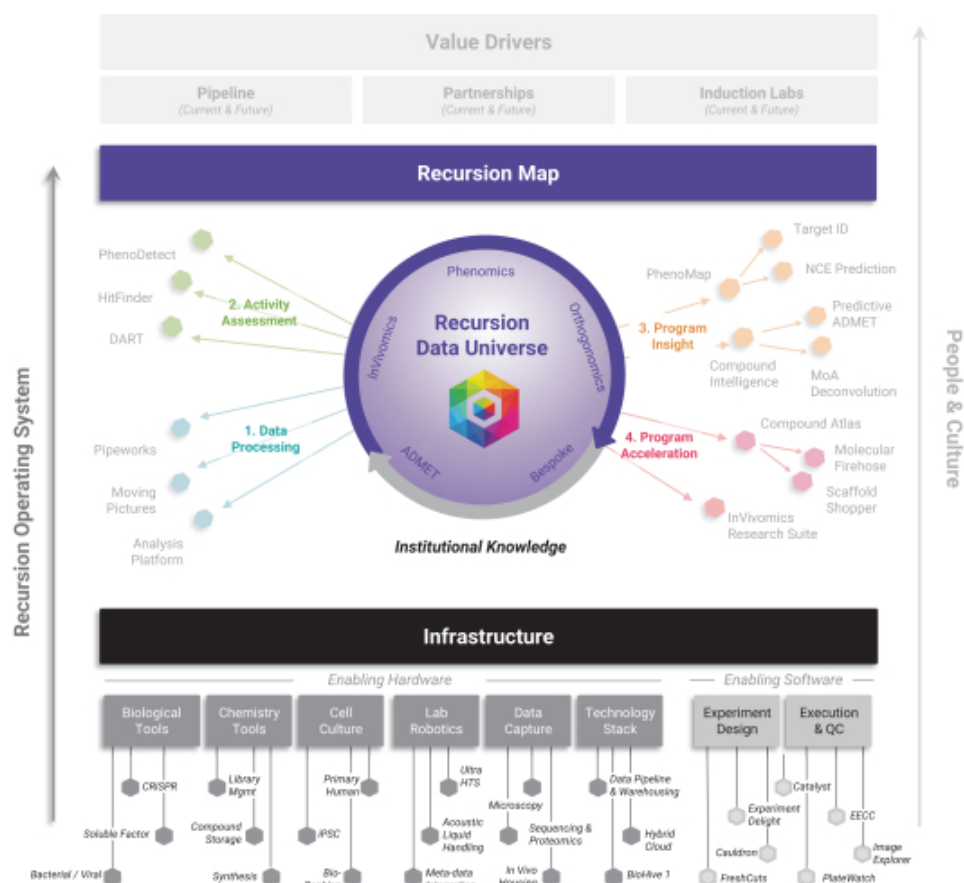 Value Drivers
Pipeline
(Current & Future)
Partnerships
(Current & Future)
Induction Labs
(Current & Future)
Recursion Map
Recursion Operating System
People & Culture
PhenoDetect
HitFinder
DART
2. Activity
Assessment
Pipeworks
Moving
Pictures
Analysis
Platform
1. Data
Processing
Phenomics
InVivomics
Orthogonomics
ADMET
Bespoke
Recursion
Data Universe
Institutional Knowledge
3. Program
Insight
PhenoMap
Target ID
NCE Prediction
Compound
Intelligence
Predictive
ADMET
MoA
Deconvolution
4. Program
Acceleration
Compound Atlas
Molecular
Firehose
Scaffold
Shopper
InVivomics
Research Suite
Infrastructure
Enabling Hardware
Enabling Software
Biological
Tools
Chemistry
Tools
Cell
Culture
Lab
Robotics
Data
Capture
Technology
Stack
Experiment
Design
Execution
& QC
CRISPR
Soluble Factor
Bacterial / Viral
Library
Mgmt
Compound
Storage
Synthesis
Primary
Human
iPSC
Bio-
Ultra
HTS
Acoustic
Liquid
Handling
Meta-data
Microscopy
Sequencing &
Proteomics
In Vivo
Data Pipeline
& Warehousing
Hybrid
Cloud
BioHive 1
Experiment
Delight
Cauldron
FreshCuts
Catalyst
EECC
Image
Explorer
PlateWatch